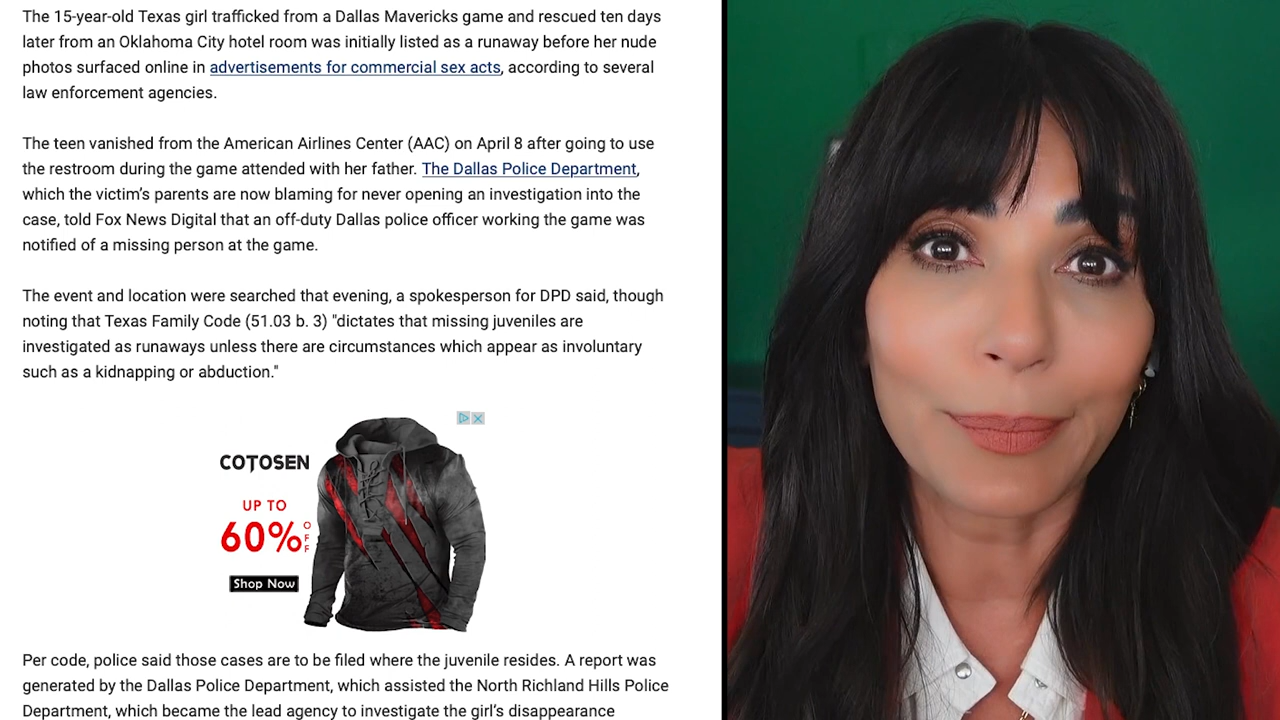 The 15-year-old Texas girl trafficked from a Dallas Mavericks game and rescued ten days
later from an Oklahoma City hotel room was initially listed as a runaway before her nude
photos surfaced online in advertisements for commercial sex acts, according to several
law enforcement agencies.
The teen vanished from the American Airlines Center (AAC) on April 8 after going to use
the restroom during the game attended with her father. The Dallas Police Department,
which the victim’s parents are now blaming for never opening an investigation into the
case, told Fox News Digital that an off-duty Dallas police officer working the game was
notified of a missing person at the game.
The event and location were searched that evening, a spokesperson for DPD said, though
noting that Texas Family Code (51.03 b. 3) "dictates that missing juveniles are
investigated as runaways unless there are circumstances which appear as involuntary
such as a kidnapping or abduction."
COTOSEN
UP TO
60% OFF
Shop Now
Per code, police said those cases are to be filed where the juvenile resides. A report was
generated by the Dallas Police Department, which assisted the North Richland Hills Police
Department, which became the lead agency to investigate the girl’s disappearance